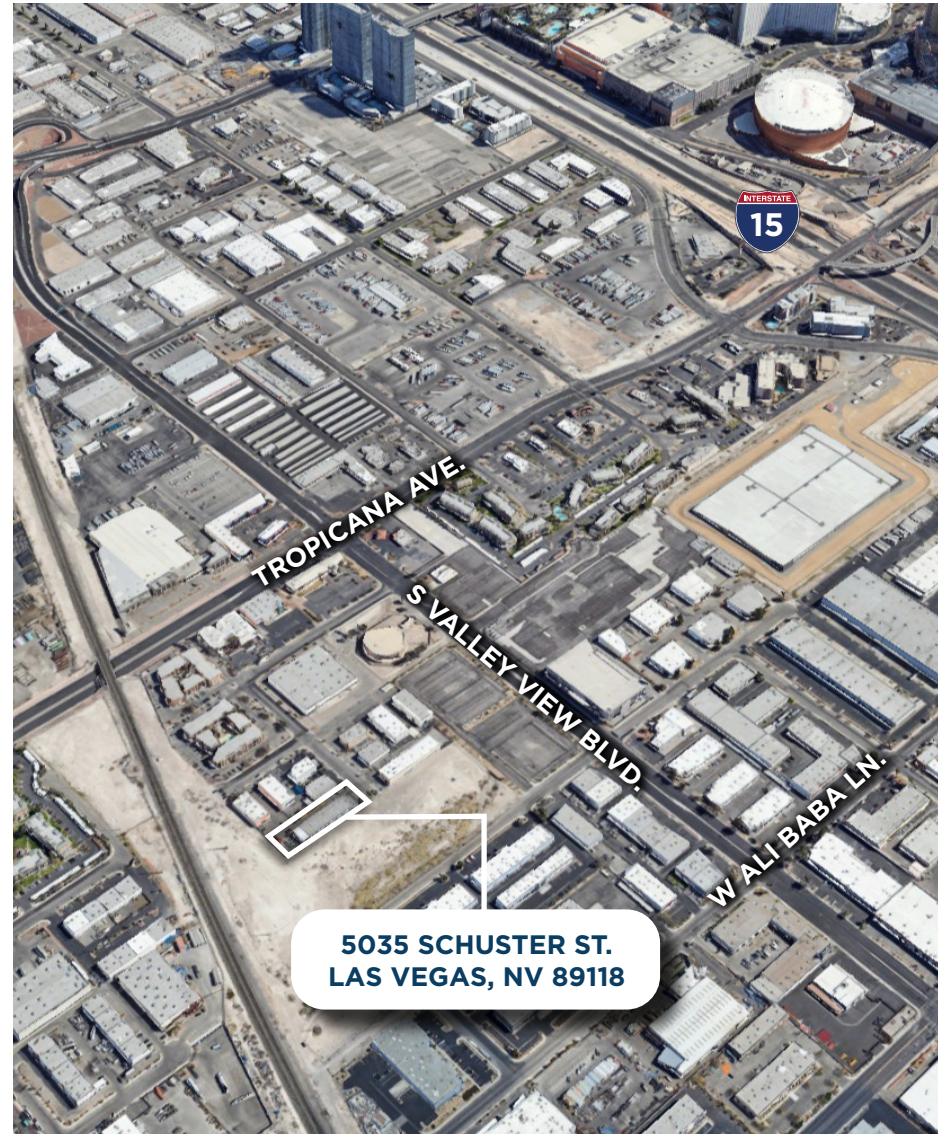 INTERSTATE
15
TROPICANA AVE.
S VALLEY VIEW BLVD.
W ALI BABA LN.
5035 SCHUSTER ST.
LAS VEGAS, NV 89118